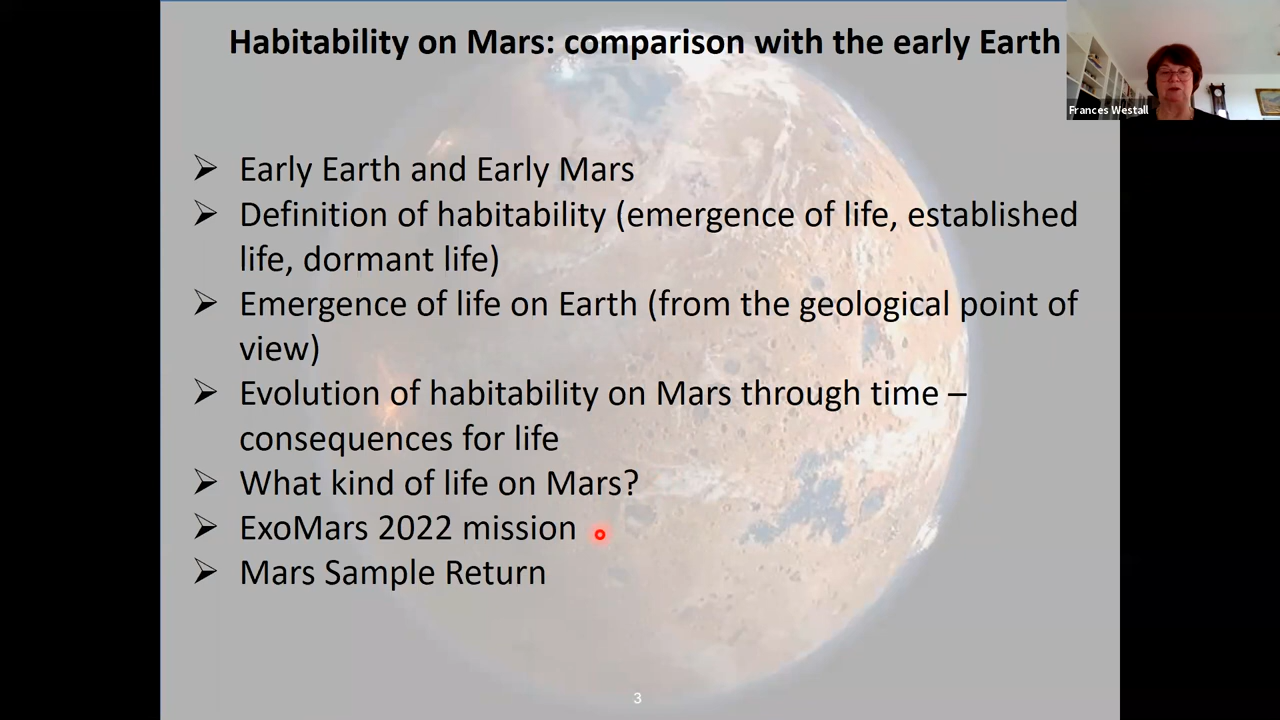 Habitability on Mars: comparison with the early Earth
Frances Westall
➢ Early Earth and Early Mars
➢ Definition of habitability (emergence of life, established
life, dormant life)
➢ Emergence of life on Earth (from the geological point of
view)
➢ Evolution of habitability on Mars through time –
consequences for life
➢ What kind of life on Mars?
➢ ExoMars 2022 mission
➢ Mars Sample Return
3